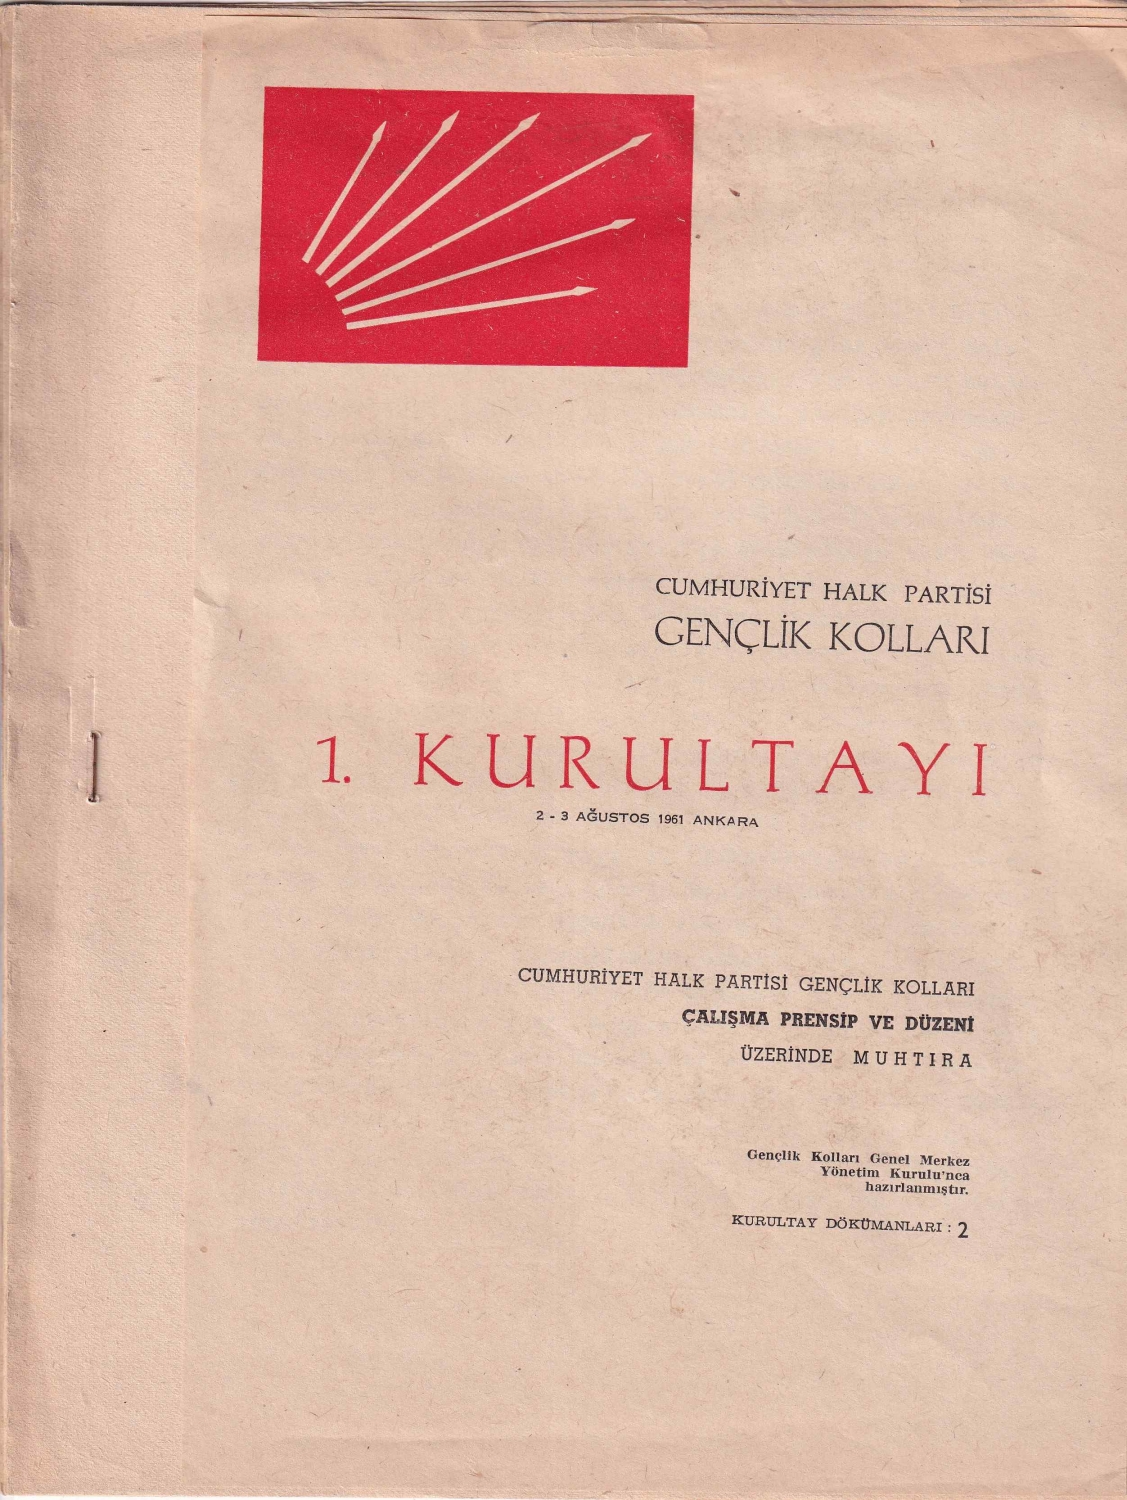 CUMHURİYET HALK PARTİSİ
GENÇLİK KOLLARI
1. KURULTAYI
2 - 3 AĞUSTOS 1961 ANKARA
CUMHURİYET HALK PARTİSİ GENÇLİK KOLLARI
ÇALIŞMA PRENSİP VE DÜZENİ
ÜZERİNDE MUHTIRA
Gençlik Kolları Genel Merkez
Yönetim Kurulu'nca
hazırlanmıştır.
KURULTAY DÖKÜMANLARI : 2